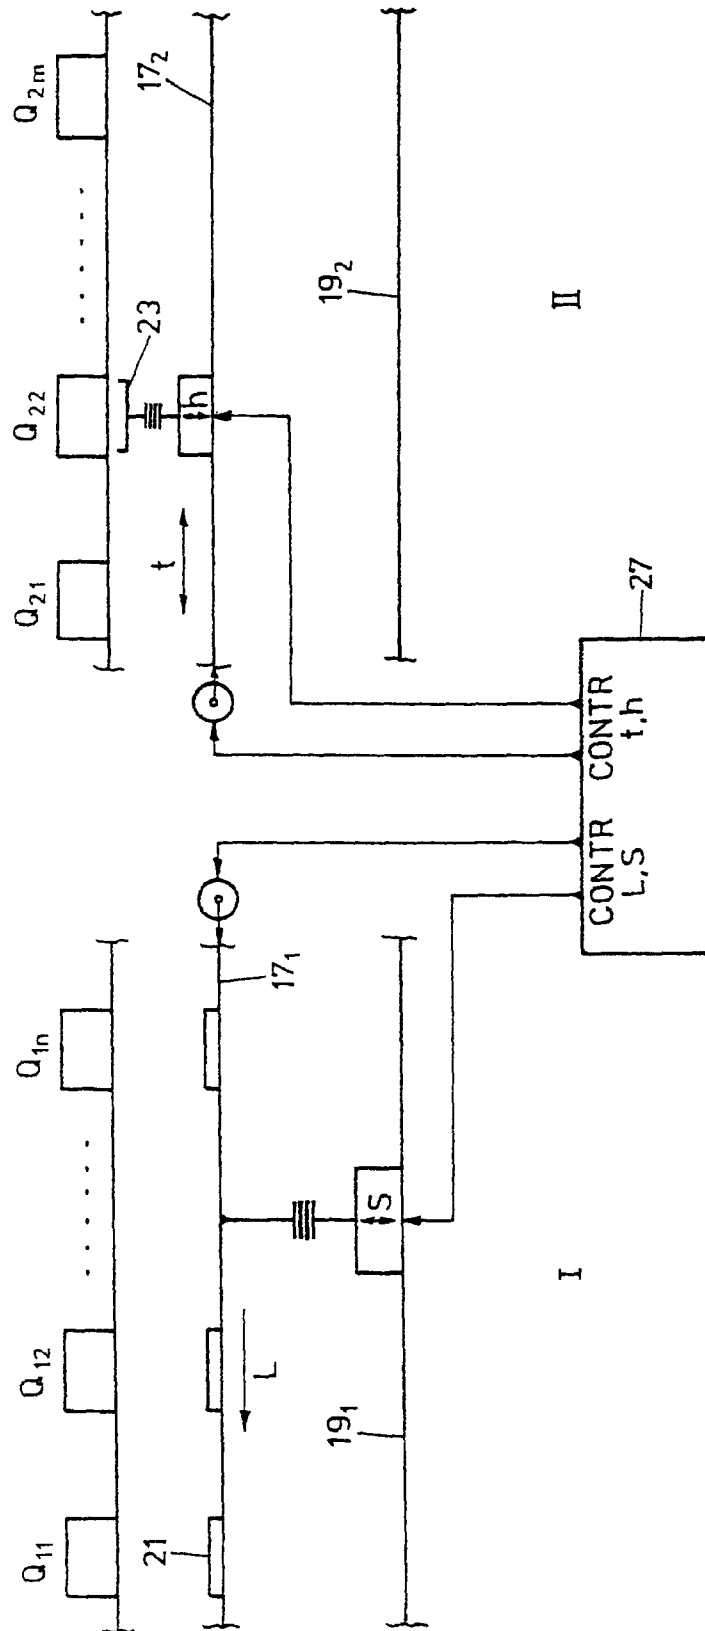 Q11 Q12 ...... Q1n
Q21 Q22 ...... Q2m
21
L
17₁
S
19₁
I
23
h
t
17₂
19₂
II
CONTR
L,S
CONTR
t,h
27